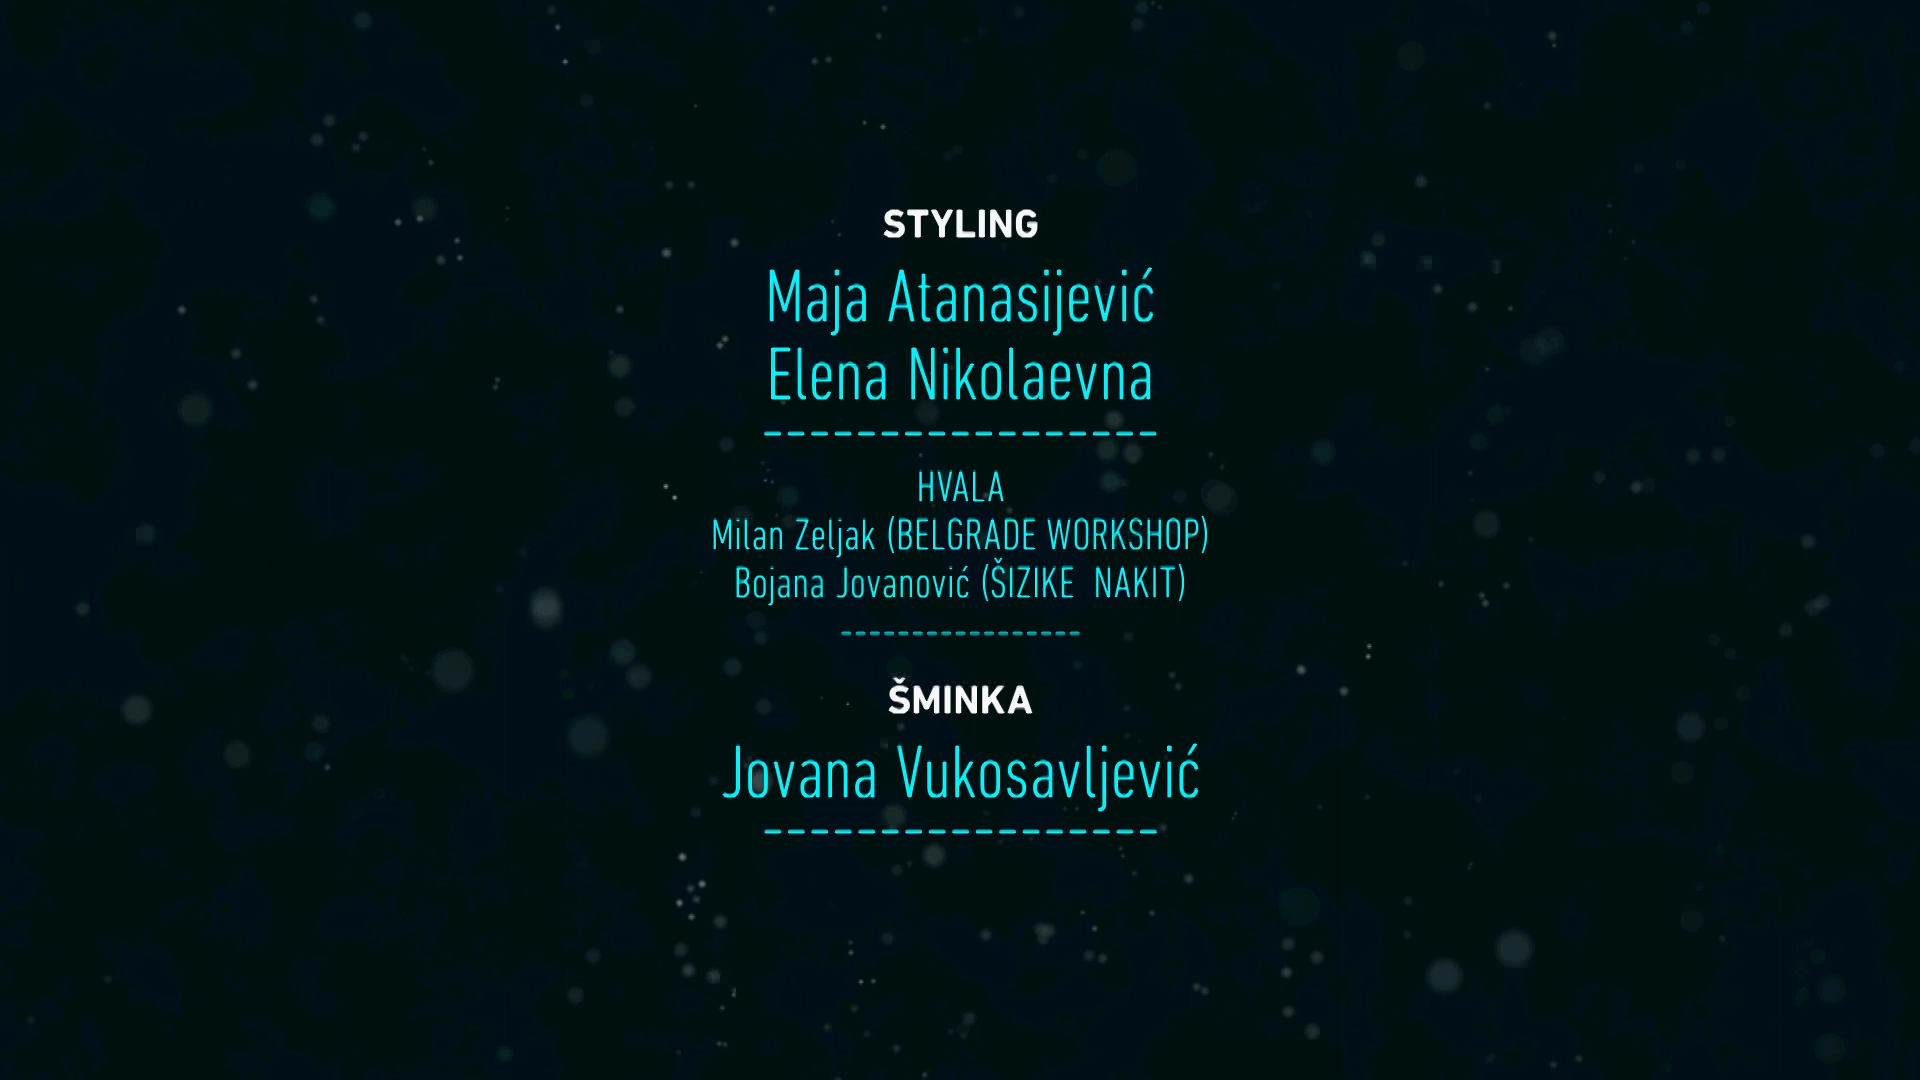 STYLING
Maja Atanasijević
Elena Nikolaevna
HVALA
Milan Zeljak (BELGRADE WORKSHOP)
Bojana Jovanović (ŠIZIKE NAKIT)
ŠMINKA
Jovana Vukosavljević